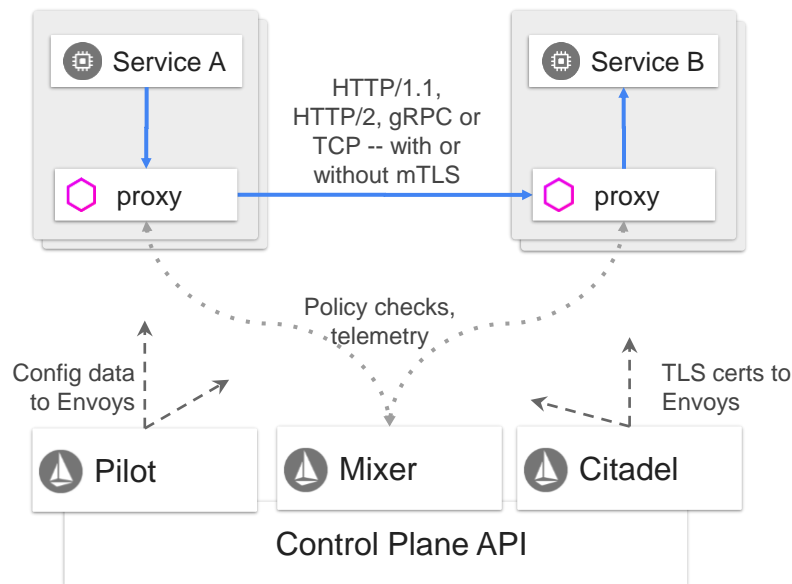 Service A
Service B
HTTP/1.1,
HTTP/2, gRPC or
TCP -- with or
without mTLS
proxy
proxy
Policy checks,
telemetry
Config data
to Envoys
TLS certs to
Envoys
Pilot
Mixer
Citadel
Control Plane API